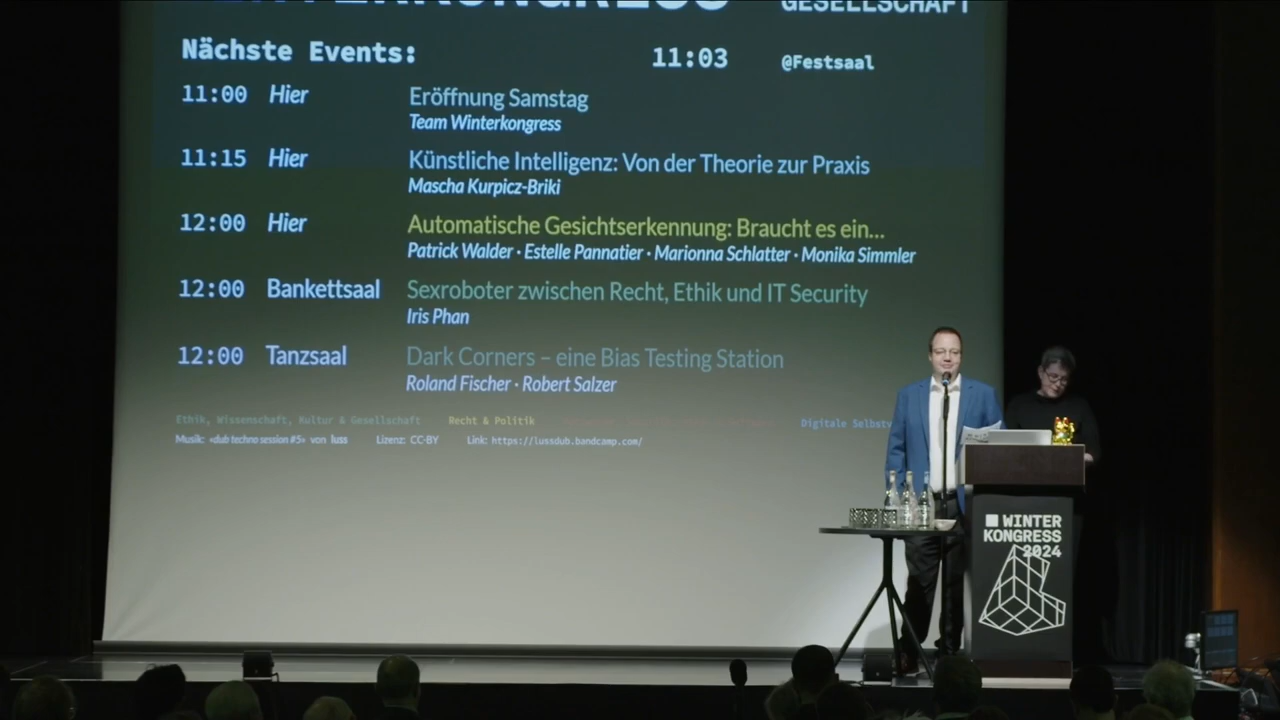 WINTERKONGRESS
GESELLSCHAFT
Nächste Events:
11:03
@Festsaal
11:00 Hier Eröffnung Samstag
Team Winterkongress
11:15 Hier Künstliche Intelligenz: Von der Theorie zur Praxis
Mascha Kurpicz-Briki
12:00 Hier Automatische Gesichtserkennung: Braucht es ein...
Patrick Walder · Estelle Pannatier · Marionna Schlatter · Monika Simmler
12:00 Bankettsaal Sexroboter zwischen Recht, Ethik und IT Security
Iris Phan
12:00 Tanzsaal Dark Corners – eine Bias Testing Station
Roland Fischer · Robert Salzer
Ethik, Wissenschaft, Kultur & Gesellschaft Recht & Politik Digitale Selbstv
Musik: «dub techno session #5» von luss Lizenz: CC-BY Link: https://lussdub.bandcamp.com/
WINTER
KONGRESS
2024